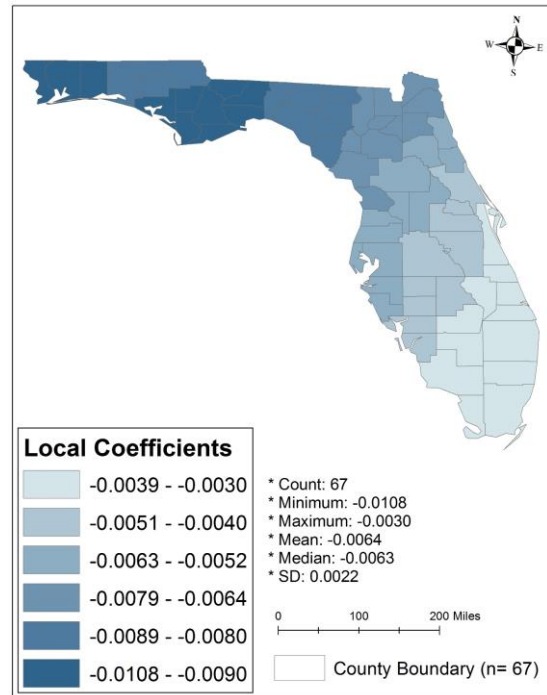 N
W E
S
Local Coefficients
-0.0039 - -0.0030
-0.0051 - -0.0040
-0.0063 - -0.0052
-0.0079 - -0.0064
-0.0089 - -0.0080
-0.0108 - -0.0090
* Count: 67
* Minimum: -0.0108
* Maximum: -0.0030
* Mean: -0.0064
* Median: -0.0063
* SD: 0.0022
0 100 200 Miles
County Boundary (n= 67)